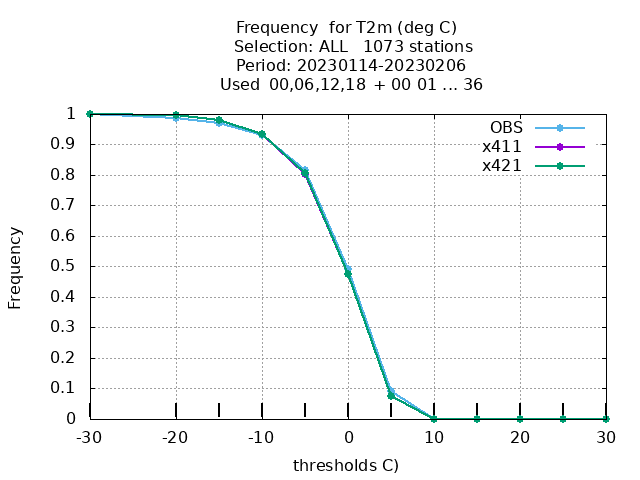 Frequency  for T2m (deg C)
Selection: ALL   1073 stations
Period: 20230114-20230206
Used  00,06,12,18  + 00 01 ... 36
1
0.9
0.8
0.7
0.6
0.5
0.4
0.3
0.2
0.1
0
OBS
x411
x421
Frequency
-30 -20 -10 0 10 20 30
thresholds C)